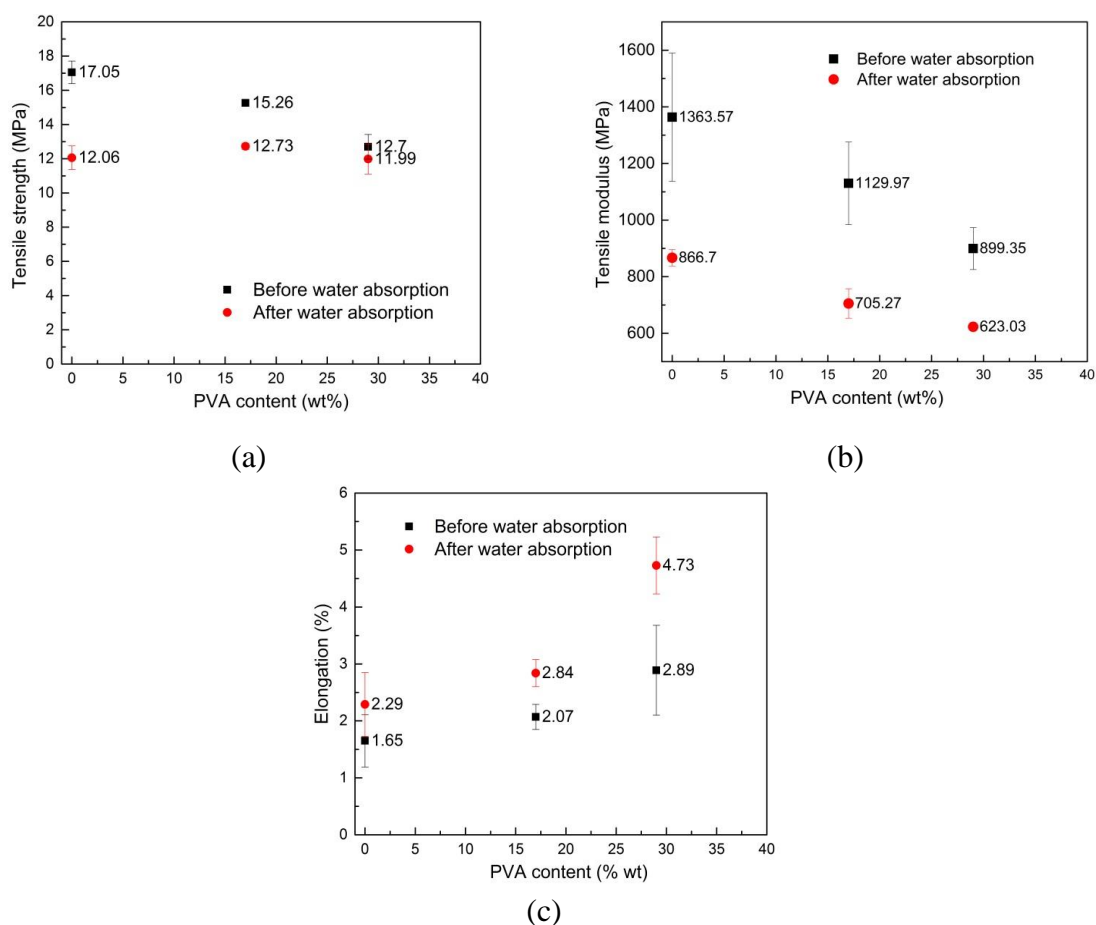 Tensile strength (MPa)
20
18
16
14
12
10
8
6
4
2
0
17.05
15.26
12.7
12.06
12.73
11.99
Before water absorption
After water absorption
0 5 10 15 20 25 30 35 40
PVA content (wt%)
(a)
Tensile modulus (MPa)
1600
1400
1200
1000
800
600
Before water absorption
After water absorption
1363.57
1129.97
899.35
866.7
705.27
623.03
0 5 10 15 20 25 30 35 40
PVA content (wt%)
(b)
Elongation (%)
6
5
4
3
2
1
0
Before water absorption
After water absorption
4.73
2.84
2.89
2.29
2.07
1.65
0 5 10 15 20 25 30 35 40
PVA content (% wt)
(c)